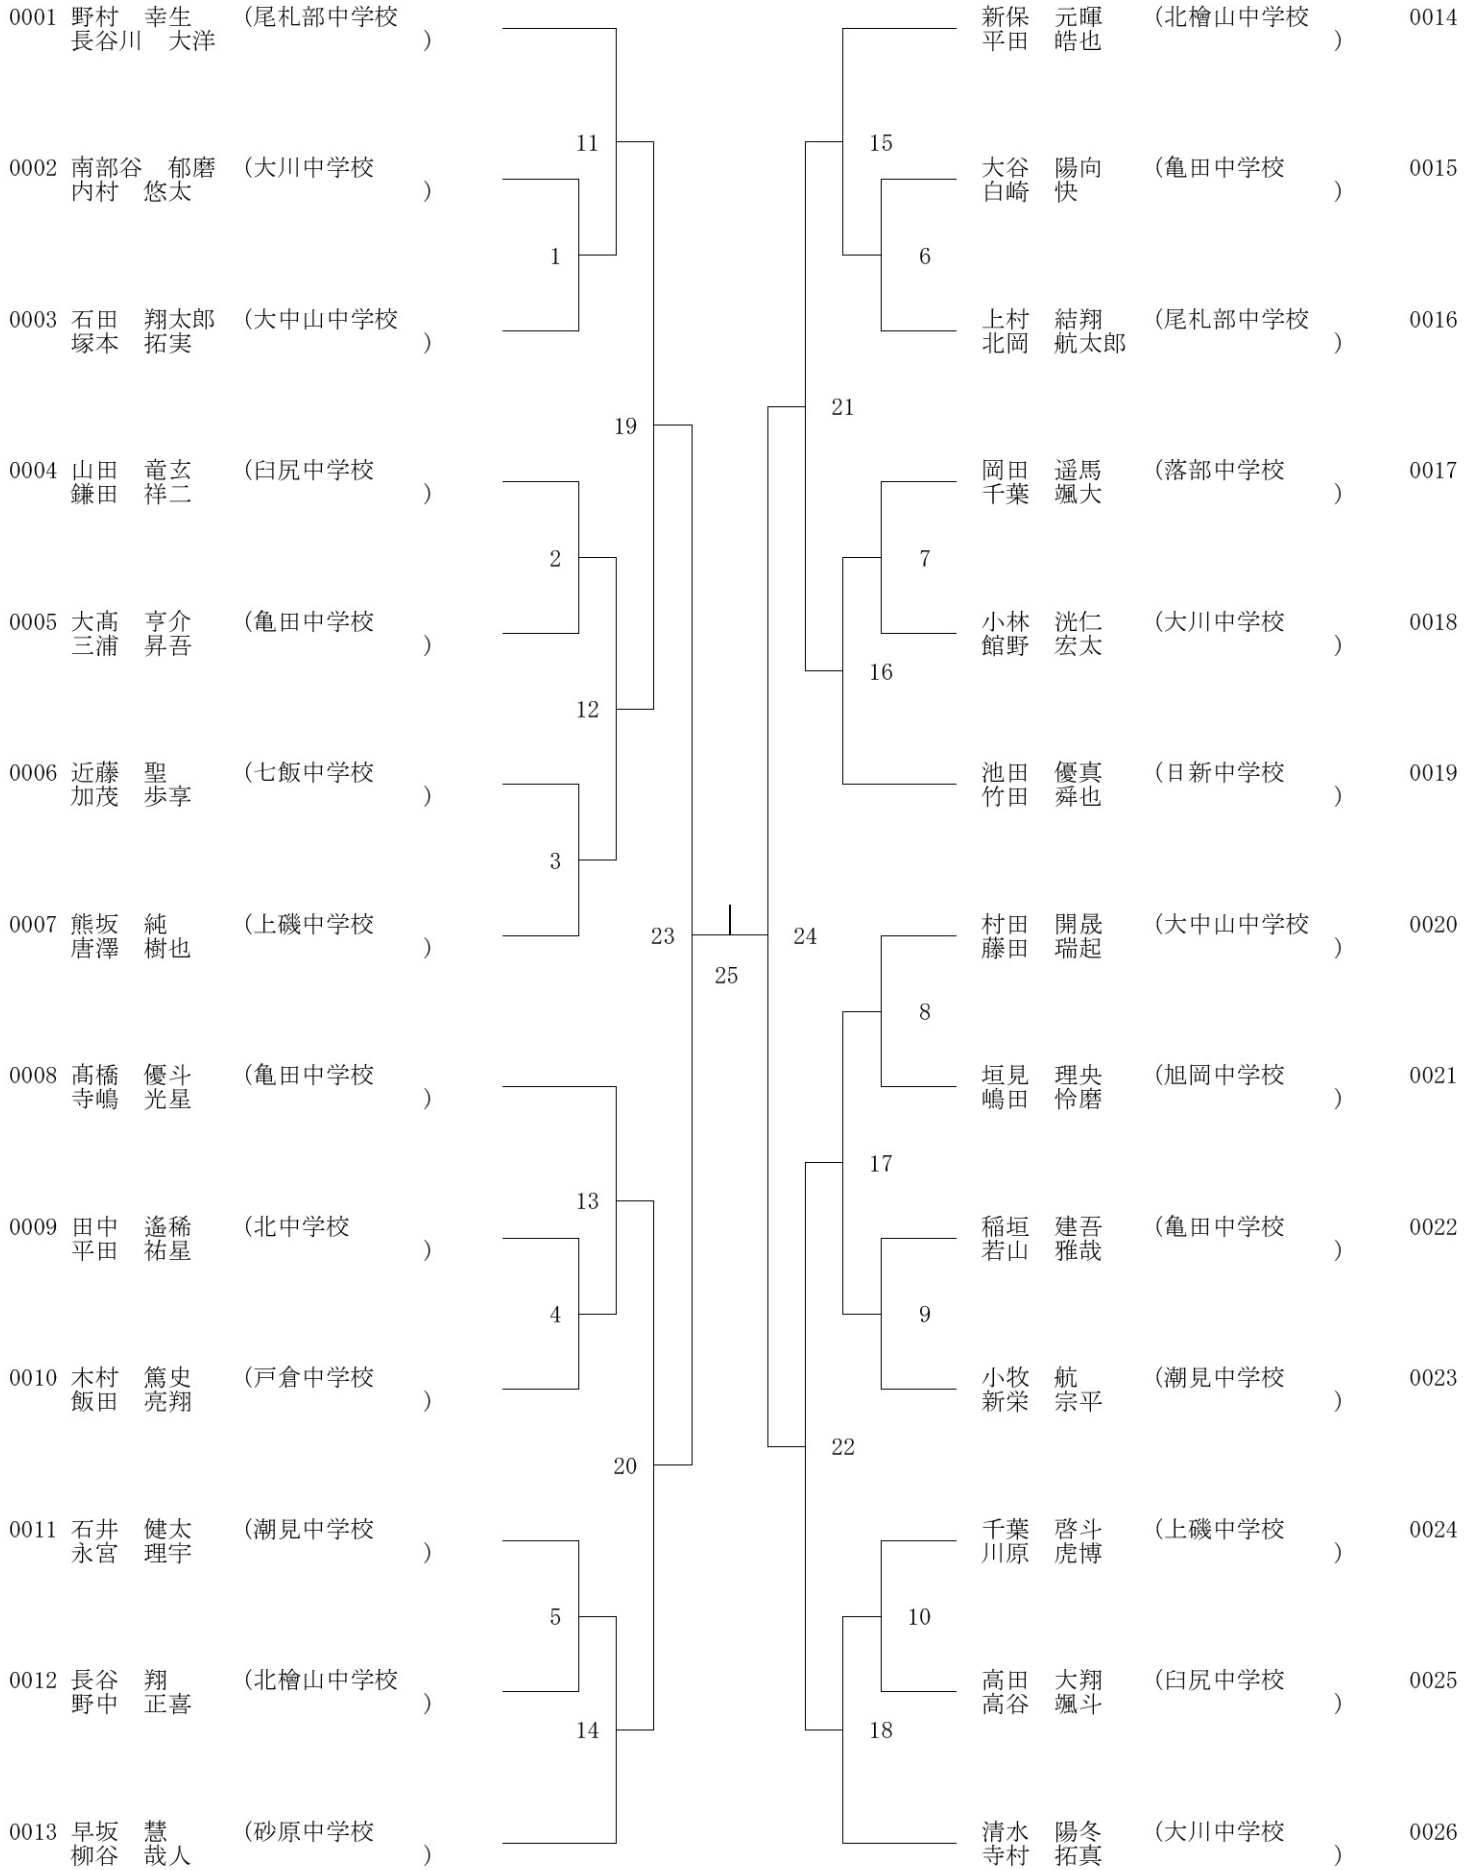 0001 野村 幸生 (尾札部中学校
長谷川 大洋 )
11
0002 南部谷 郁磨 (大川中学校
内村 悠太 )
1
0003 石田 翔太郎 (大中山中学校
塚本 拓実 )
19
0004 山田 竜玄 (臼尻中学校
鎌田 祥二 )
2
0005 大髙 亨介 (亀田中学校
三浦 昇吾 )
12
0006 近藤 聖 (七飯中学校
加茂 歩享 )
3
0007 熊坂 純 (上磯中学校
唐澤 樹也 )
23
25
0008 髙橋 優斗 (亀田中学校
寺嶋 光星 )
13
0009 田中 遙稀 (北中学校
平田 祐星 )
4
0010 木村 篤史 (戸倉中学校
飯田 亮翔 )
20
0011 石井 健太 (潮見中学校
永宮 理宇 )
5
0012 長谷 翔 (北檜山中学校
野中 正喜 )
14
0013 早坂 慧 (砂原中学校
柳谷 哉人 )
新保 元暉 (北檜山中学校 0014
平田 皓也 )
15
大谷 陽向 (亀田中学校 0015
白崎 快 )
6
上村 結翔 (尾札部中学校 0016
北岡 航太郎 )
21
岡田 遥馬 (落部中学校 0017
千葉 颯大 )
7
小林 洸仁 (大川中学校 0018
館野 宏太 )
16
池田 優真 (日新中学校 0019
竹田 舜也 )
村田 開晟 (大中山中学校 0020
藤田 瑞起 )
24
8
垣見 理央 (旭岡中学校 0021
嶋田 怜磨 )
17
稲垣 建吾 (亀田中学校 0022
若山 雅哉 )
9
小牧 航 (潮見中学校 0023
新栄 宗平 )
22
千葉 啓斗 (上磯中学校 0024
川原 虎博 )
10
高田 大翔 (臼尻中学校 0025
高谷 颯斗 )
18
清水 陽冬 (大川中学校 0026
寺村 拓真 )